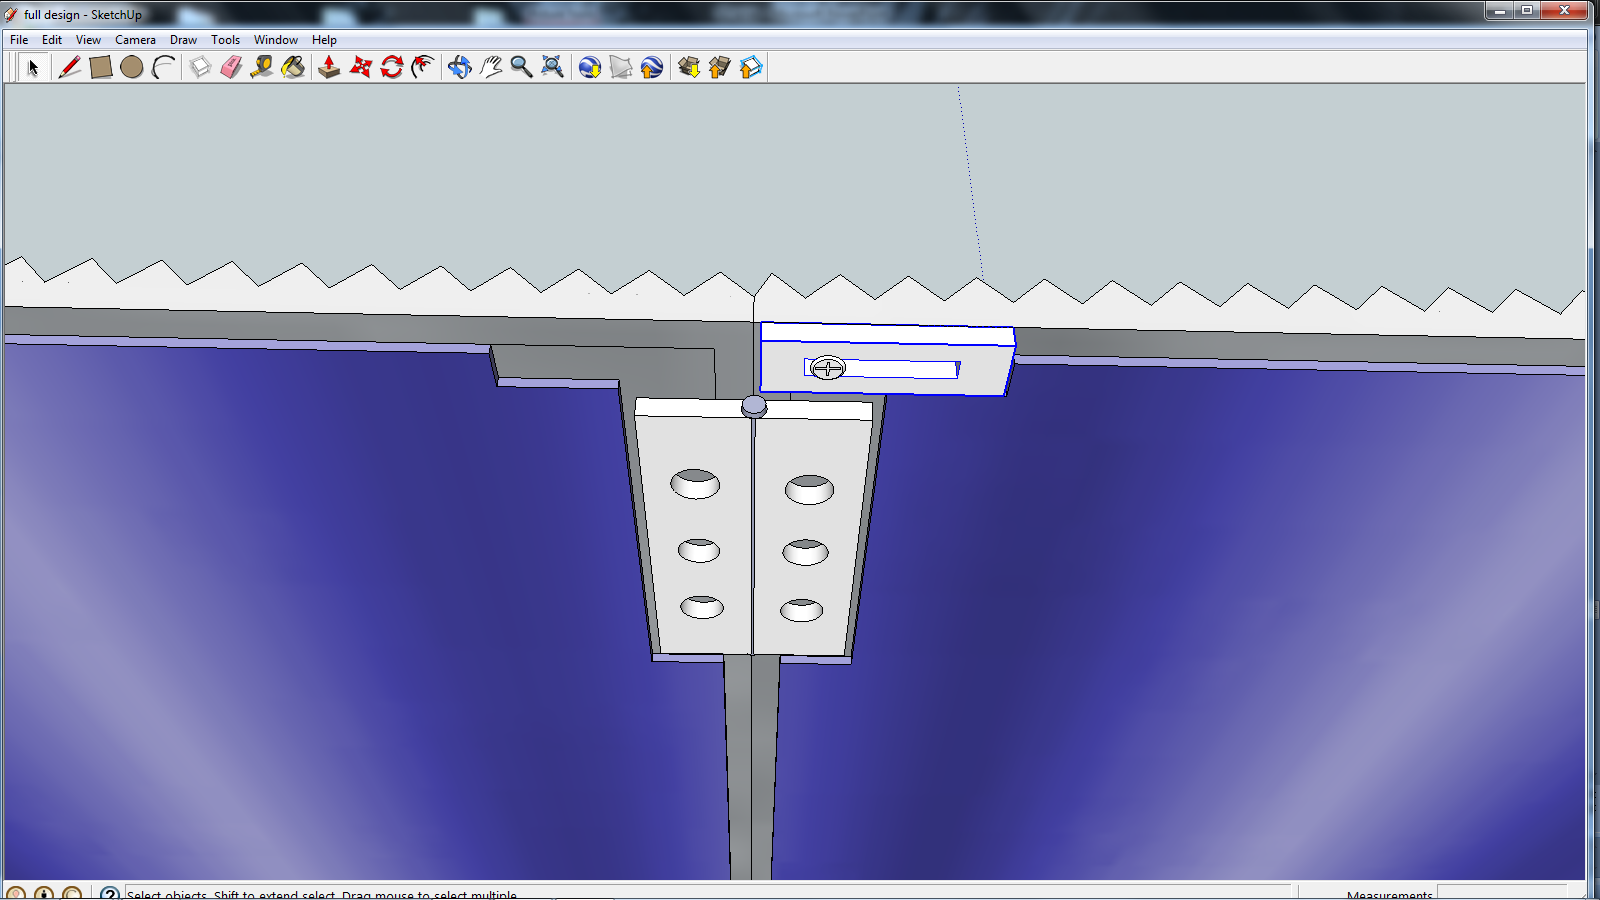 full design - SketchUp
File Edit View Camera Draw Tools Window Help
Select objects. Shift to extend select. Drag mouse to select multiple.
Measurements